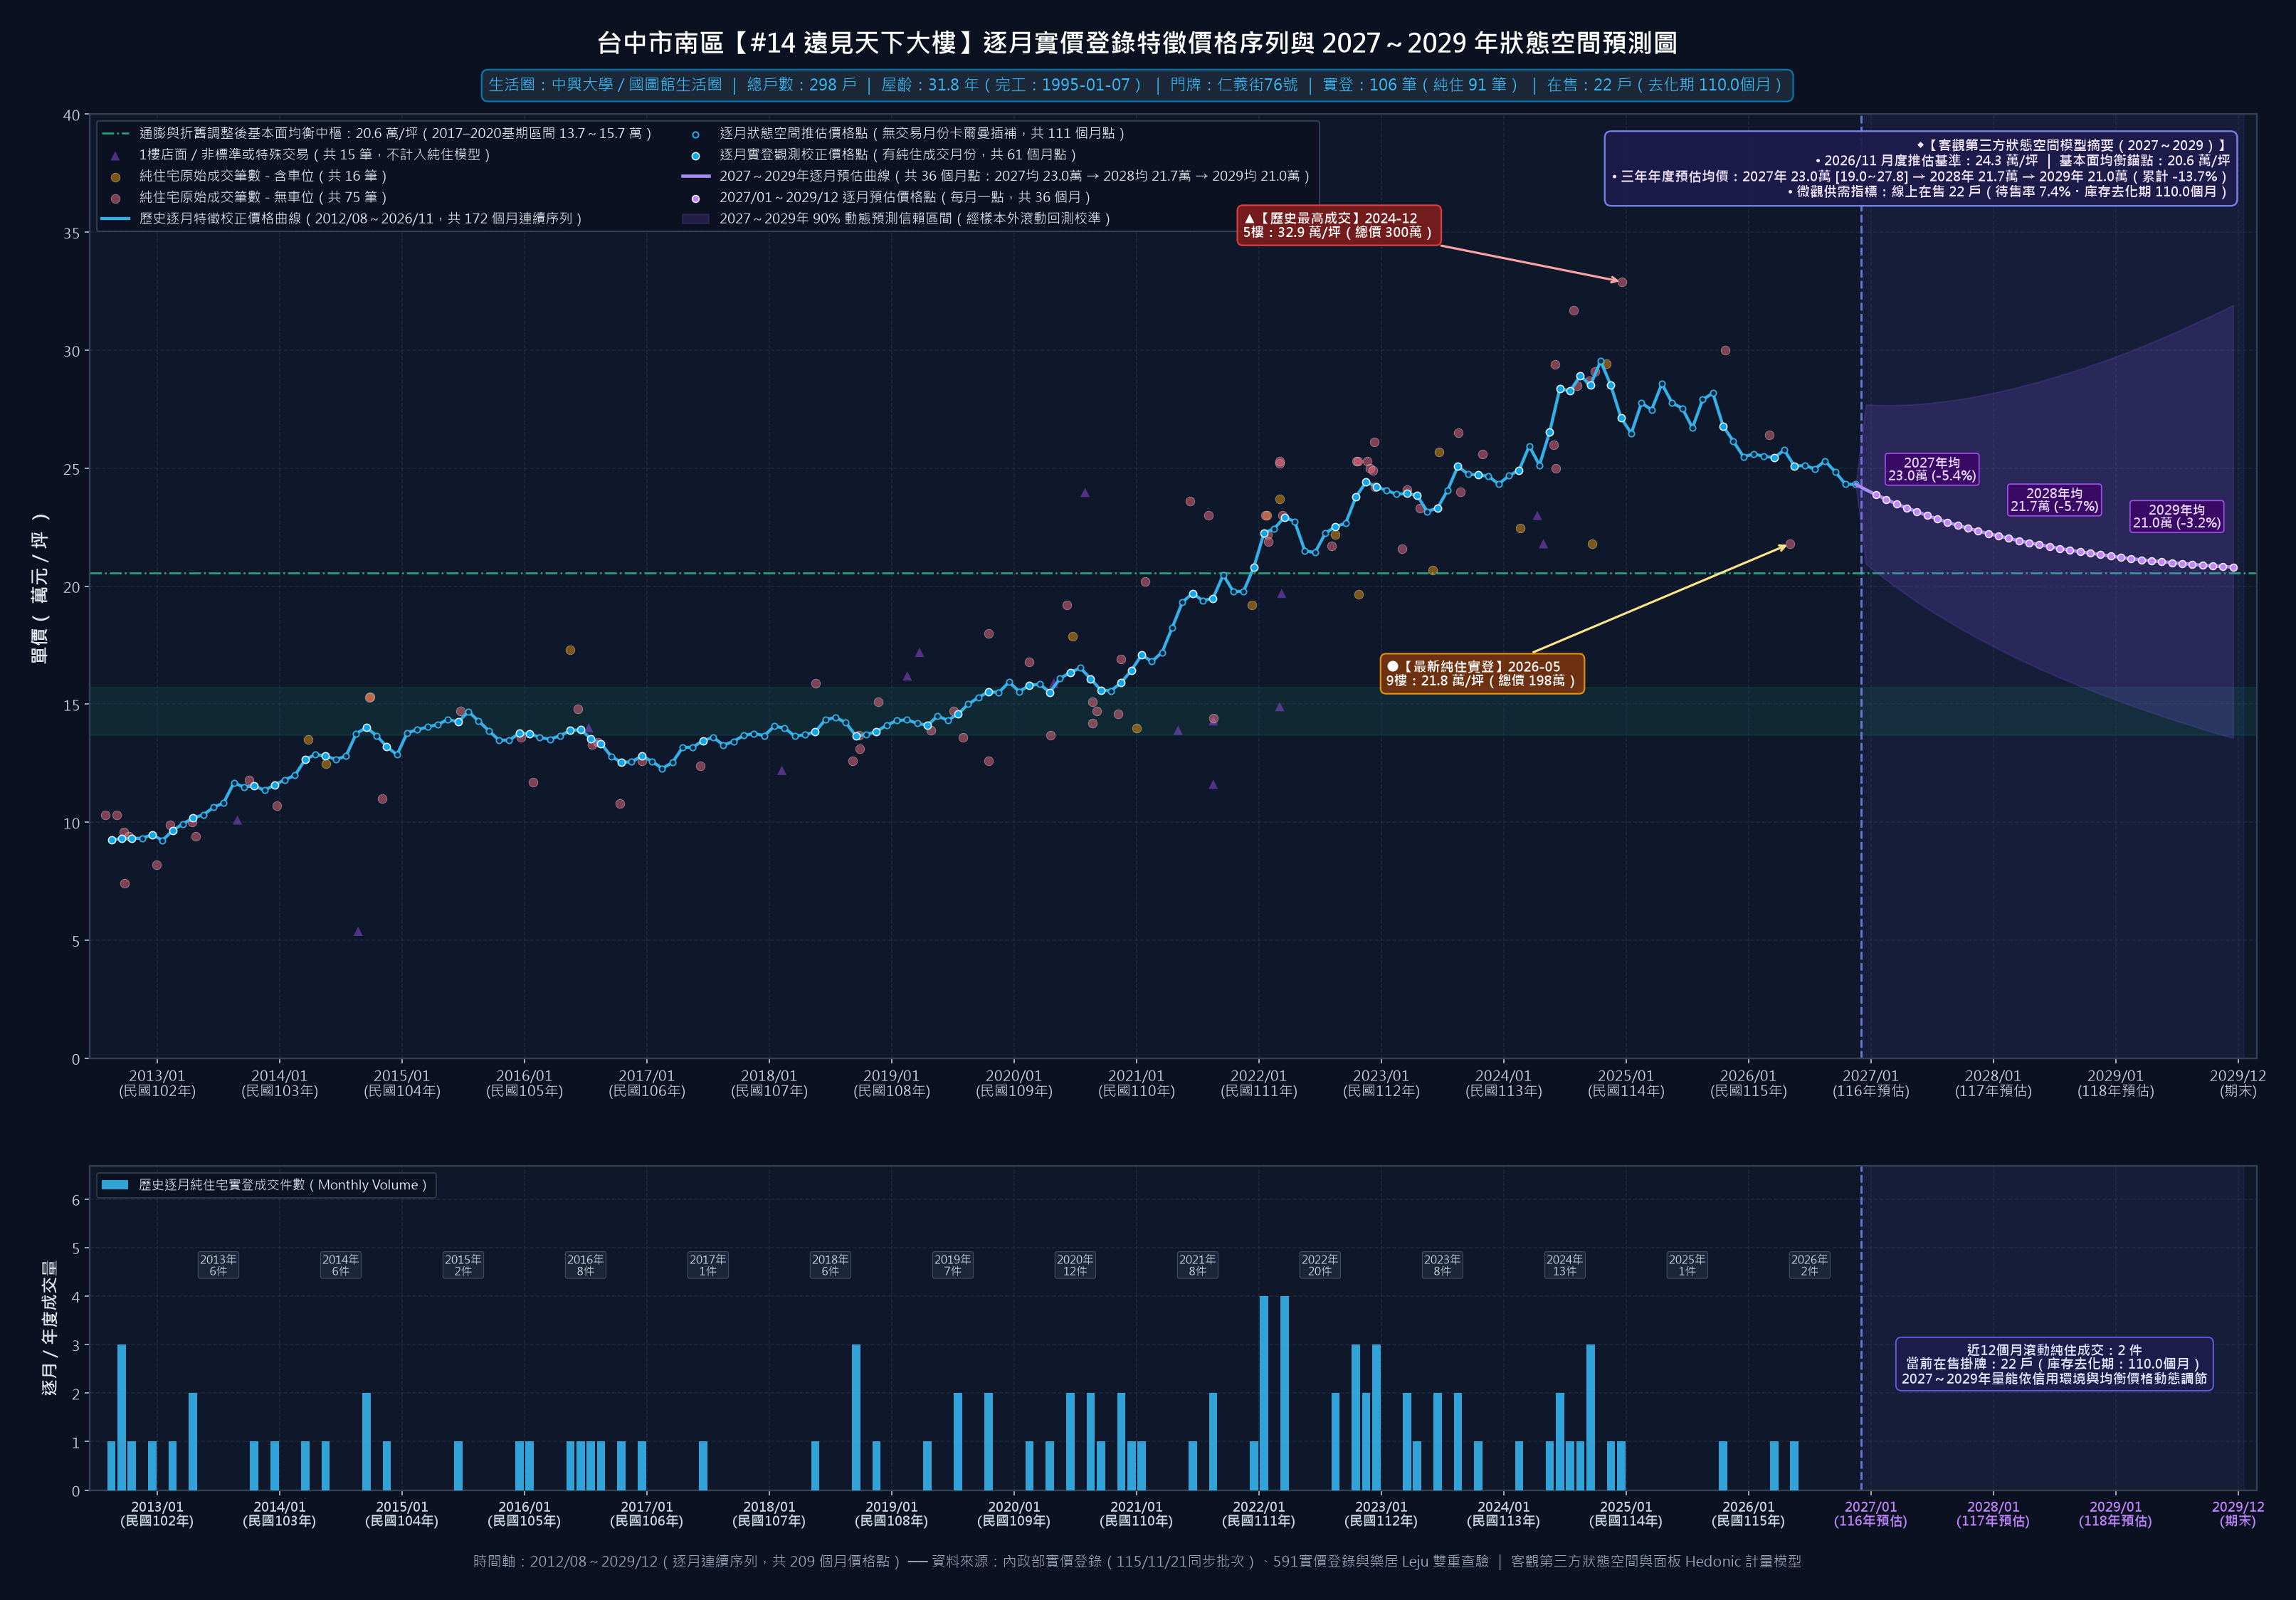 台中市南區【#14 遠見天下大樓】逐月實價登錄特徵價格序列與 2027～2029 年狀態空間預測圖
生活圈：中興大學 / 國圖館生活圈 | 總戶數：298 戶 | 屋齡：31.8 年（完工：1995-01-07） | 門牌：仁義街76號 | 實登：106 筆（純住 91 筆） | 在售：22 戶（去化期 110.0個月）
通膨與折舊調整後基本面均衡中樞：20.6 萬/坪（2017–2020基期區間 13.7～15.7 萬）
1樓店面 / 非標準或特殊交易（共 15 筆，不計入純住模型）
純住宅原始成交筆數 - 含車位（共 16 筆）
純住宅原始成交筆數 - 無車位（共 75 筆）
歷史逐月特徵校正價格曲線（2012/08～2026/11，共 172 個月連續序列）
逐月狀態空間推估價格點（無交易月份卡爾曼插補，共 111 個月點）
逐月實登觀測校正價格點（有純住成交月份，共 61 個月點）
2027～2029年逐月預估曲線（共 36 個月點：2027均 23.0萬 → 2028均 21.7萬 → 2029均 21.0萬）
2027/01～2029/12 逐月預估價格點（每月一點，共 36 個月）
2027～2029年 90% 動態預測信賴區間（經樣本外滾動回測校準）
◆【客觀第三方狀態空間模型摘要（2027～2029）】
• 2026/11 月度推估基準：24.3 萬/坪 | 基本面均衡錨點：20.6 萬/坪
• 三年年度預估均價：2027年 23.0萬 [19.0~27.8] → 2028年 21.7萬 → 2029年 21.0萬（累計 -13.7%）
• 微觀供需指標：線上在售 22 戶（待售率 7.4%．庫存去化期 110.0個月）
▲【歷史最高成交】2024-12
5樓：32.9 萬/坪（總價 300萬）
2027年均
23.0萬 (-5.4%)
2028年均
21.7萬 (-5.7%)
2029年均
21.0萬 (-3.2%)
●【最新純住實登】2026-05
9樓：21.8 萬/坪（總價 198萬）
單價（萬元 / 坪）
40
35
30
25
20
15
10
5
0
2013/01 2014/01 2015/01 2016/01 2017/01 2018/01 2019/01 2020/01 2021/01 2022/01 2023/01 2024/01 2025/01 2026/01 2027/01 2028/01 2029/01 2029/12
(民國102年) (民國103年) (民國104年) (民國105年) (民國106年) (民國107年) (民國108年) (民國109年) (民國110年) (民國111年) (民國112年) (民國113年) (民國114年) (民國115年) (116年預估) (117年預估) (118年預估) (期末)
歷史逐月純住宅實登成交件數（Monthly Volume）
逐月 / 年度成交量
6
5
4
3
2
1
0
2013年 2014年 2015年 2016年 2017年 2018年 2019年 2020年 2021年 2022年 2023年 2024年 2025年 2026年
6件 6件 2件 8件 1件 6件 7件 12件 8件 20件 8件 13件 1件 2件
近12個月滾動純住成交：2 件
當前在售掛牌：22 戶（庫存去化期：110.0個月）
2027～2029年量能依信用環境與均衡價格動態調節
2013/01 2014/01 2015/01 2016/01 2017/01 2018/01 2019/01 2020/01 2021/01 2022/01 2023/01 2024/01 2025/01 2026/01 2027/01 2028/01 2029/01 2029/12
(民國102年) (民國103年) (民國104年) (民國105年) (民國106年) (民國107年) (民國108年) (民國109年) (民國110年) (民國111年) (民國112年) (民國113年) (民國114年) (民國115年) (116年預估) (117年預估) (118年預估) (期末)
時間軸：2012/08～2029/12（逐月連續序列，共 209 個月價格點） ── 資料來源：內政部實價登錄（115/11/21同步批次）、591實價登錄與樂居 Leju 雙重查驗 | 客觀第三方狀態空間與面板 Hedonic 計量模型